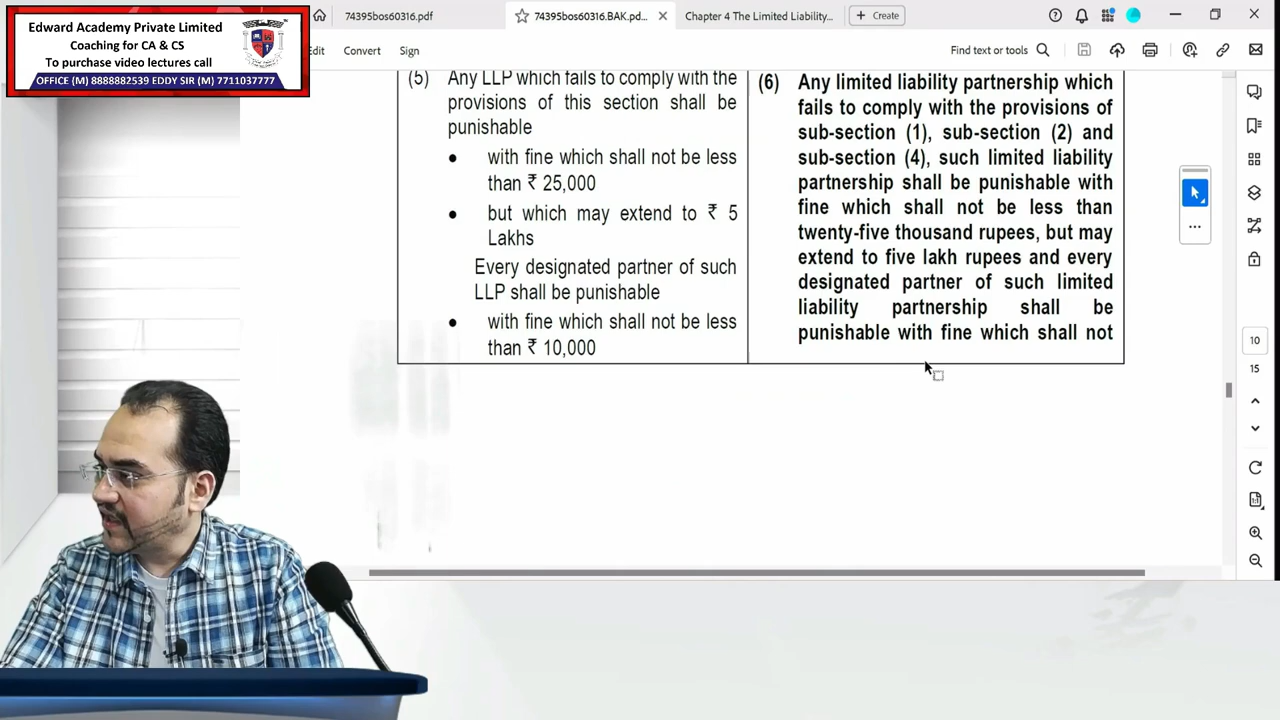 Edward Academy Private Limited
Coaching for CA & CS
To purchase video lectures call
OFFICE (M) 8888882539 EDDY SIR (M) 7711037777
74395bos60316.pdf
74395bos60316.BAK.pd...
Chapter 4 The Limited Liability...
Create
Edit
Convert
Sign
Find text or tools
(5) Any LLP which fails to comply with the
provisions of this section shall be
punishable
• with fine which shall not be less
than ₹ 25,000
• but which may extend to ₹ 5
Lakhs
Every designated partner of such
LLP shall be punishable
• with fine which shall not be less
than ₹ 10,000
(6) Any limited liability partnership which
fails to comply with the provisions of
sub-section (1), sub-section (2) and
sub-section (4), such limited liability
partnership shall be punishable with
fine which shall not be less than
twenty-five thousand rupees, but may
extend to five lakh rupees and every
designated partner of such limited
liability partnership shall be
punishable with fine which shall not
10
15